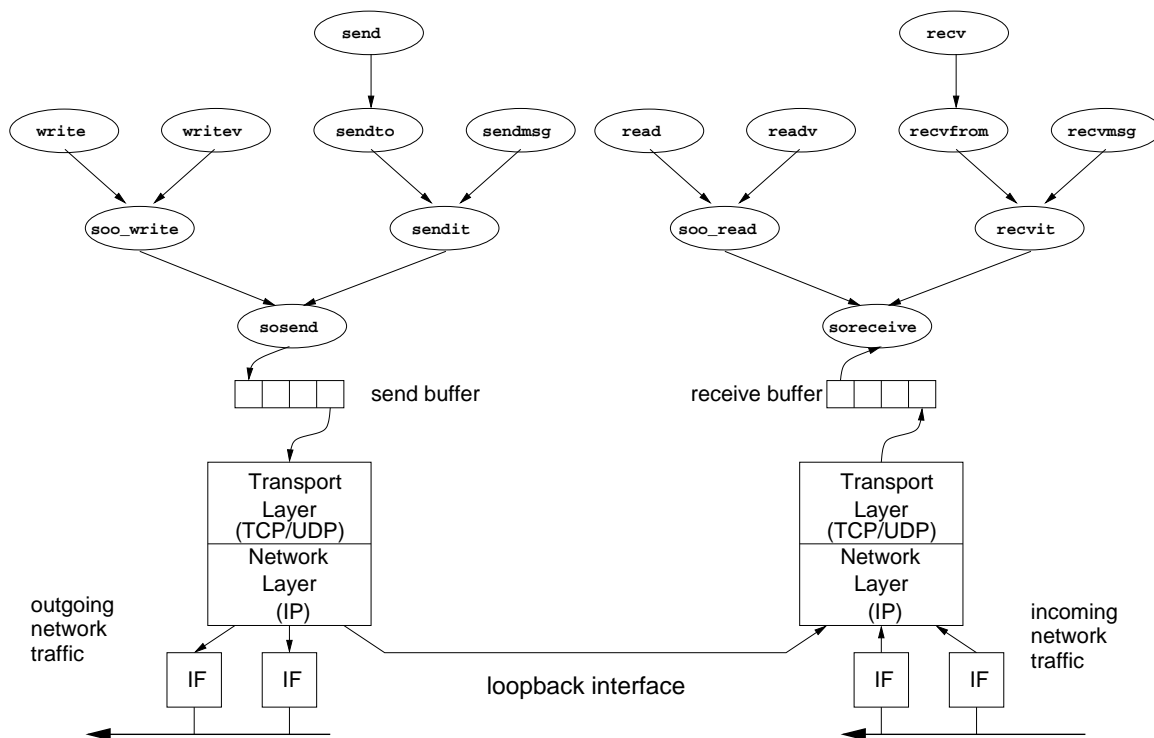 send
recv
write
writev
sendto
sendmsg
read
readv
recvfrom
recvmsg
soo_write
sendit
soo_read
recvit
sosend
soreceive
send buffer
receive buffer
Transport
Layer
(TCP/UDP)
Network
Layer
(IP)
Transport
Layer
(TCP/UDP)
Network
Layer
(IP)
outgoing
network
traffic
incoming
network
traffic
IF
IF
loopback interface
IF
IF